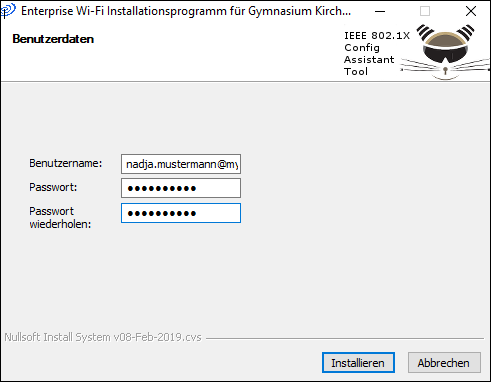 Enterprise Wi-Fi Installationsprogramm für Gymnasium Kirch...
Benutzerdaten
IEEE 802.1X
Config
Assistant
Tool
Benutzername:
nadja.mustermann@my
Passwort:
●●●●●●●●●●
Passwort
wiederholen:
●●●●●●●●●●
Nullsoft Install System v08-Feb-2019.cvs
Installieren
Abbrechen